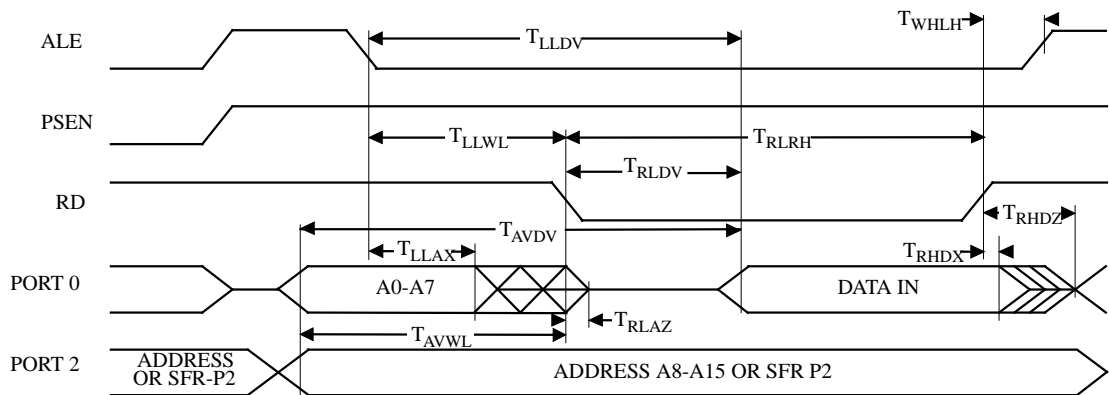 T_WHLH
ALE
T_LLDV
PSEN
T_LLWL
T_RLRH
T_RLDV
RD
T_AVDV
T_RHDZ
T_LLAX
T_RHDX
PORT 0
A0-A7
DATA IN
T_RLAZ
T_AVWL
PORT 2
ADDRESS
OR SFR-P2
ADDRESS A8-A15 OR SFR P2